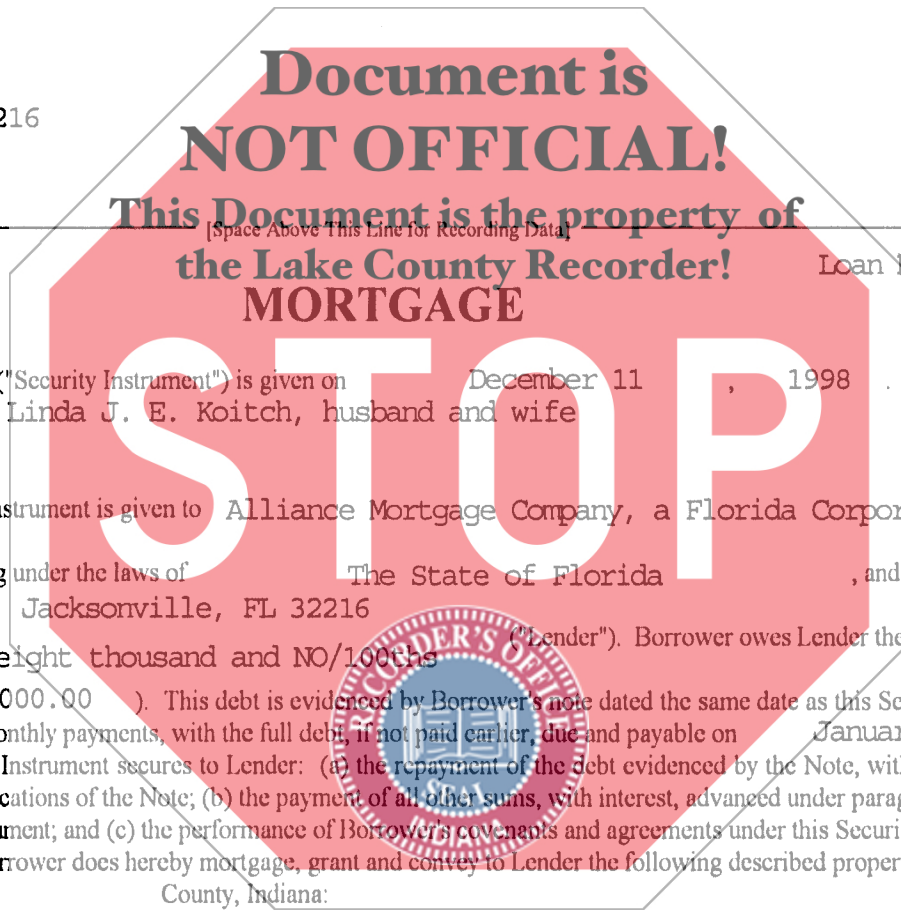 Document is
216
NOT OFFICIAL!
This Document is the property of
[Space Above This Line for Recording Data]
the Lake County Recorder!
Loan
MORTGAGE
STOP
("Security Instrument") is given on December 11 , 1998 .
Linda J. E. Koitch, husband and wife
strument is given to Alliance Mortgage Company, a Florida Corpor
g under the laws of The State of Florida , and
Jacksonville, FL 32216
("Lender"). Borrower owes Lender the
eight thousand and NO/100ths
000.00 ). This debt is evidenced by Borrower's note dated the same date as this Sec
onthly payments, with the full debt, if not paid earlier, due and payable on Januar
Instrument secures to Lender: (a) the repayment of the debt evidenced by the Note, wit
cations of the Note; (b) the payment of all other sums, with interest, advanced under parag
ment; and (c) the performance of Borrower's covenants and agreements under this Securi
rrower does hereby mortgage, grant and convey to Lender the following described proper
County, Indiana:
RECORDER'S OFFICE
SEAL
INDIANA